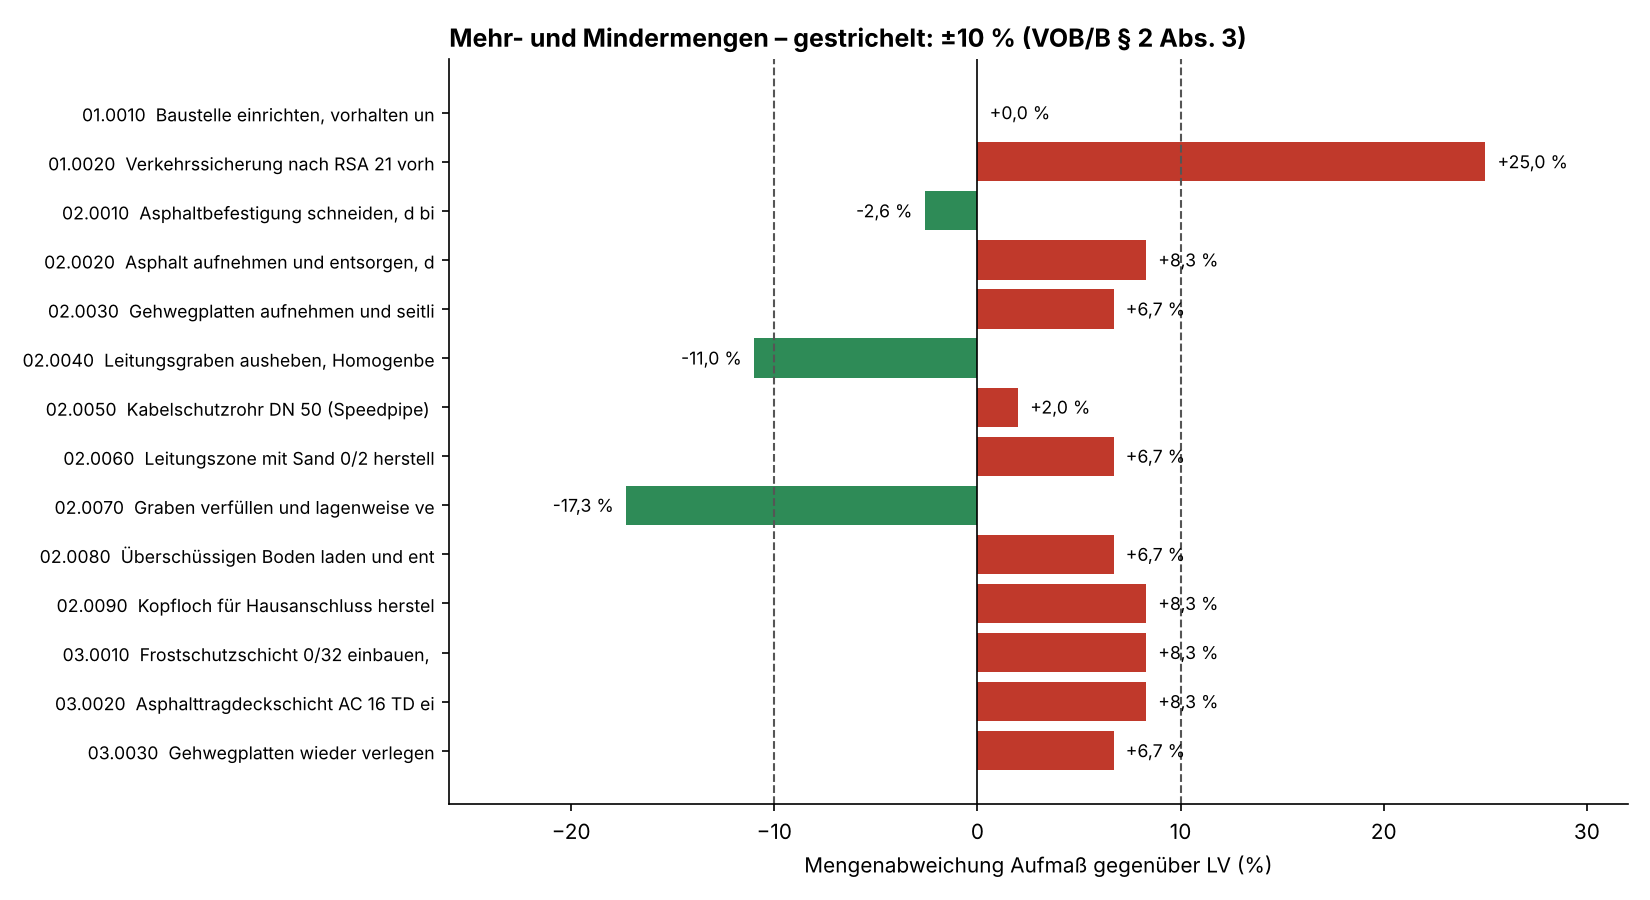 Mehr- und Mindermengen – gestrichelt: ±10 % (VOB/B § 2 Abs. 3)
01.0010 Baustelle einrichten, vorhalten un
+0,0 %
01.0020 Verkehrssicherung nach RSA 21 vorh
+25,0 %
02.0010 Asphaltbefestigung schneiden, d bi
-2,6 %
02.0020 Asphalt aufnehmen und entsorgen, d
+8,3 %
02.0030 Gehwegplatten aufnehmen und seitli
+6,7 %
02.0040 Leitungsgraben ausheben, Homogenbe
-11,0 %
02.0050 Kabelschutzrohr DN 50 (Speedpipe)
+2,0 %
02.0060 Leitungszone mit Sand 0/2 herstell
+6,7 %
02.0070 Graben verfüllen und lagenweise ve
-17,3 %
02.0080 Überschüssigen Boden laden und ent
+6,7 %
02.0090 Kopfloch für Hausanschluss herstel
+8,3 %
03.0010 Frostschutzschicht 0/32 einbauen,
+8,3 %
03.0020 Asphalttragdeckschicht AC 16 TD ei
+8,3 %
03.0030 Gehwegplatten wieder verlegen
+6,7 %
−20 −10 0 10 20 30
Mengenabweichung Aufmaß gegenüber LV (%)